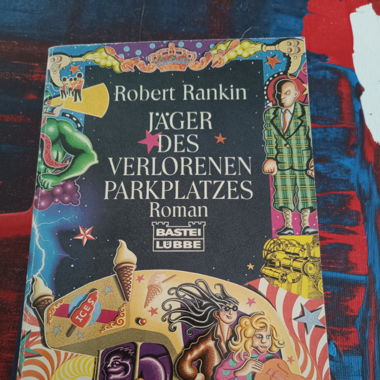 Robert Rankin
JÄGER
DES
VERLORENEN
PARKPLATZES
Roman
BASTEI
LÜBBE
ICES